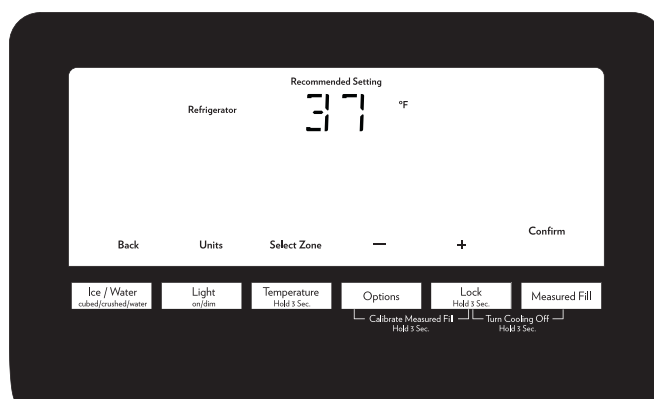 Recommended Setting
Refrigerator 37 °F
Back Units Select Zone – + Confirm
Ice / Water Light Temperature Options Lock Measured Fill
cubed/crushed/water on/dim Hold 3 Sec. Hold 3 Sec.
Calibrate Measured Fill Turn Cooling Off
Hold 3 Sec. Hold 3 Sec.